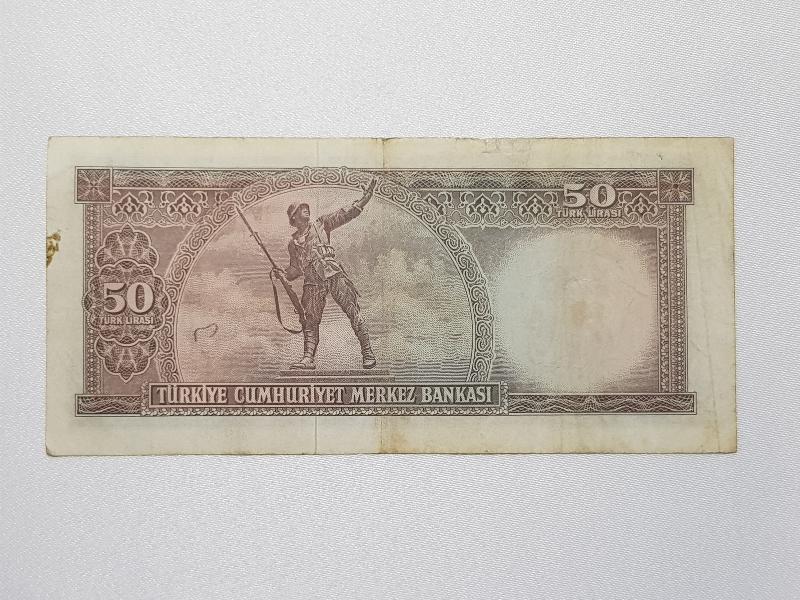 50
TÜRK LİRASI
50
TÜRK LİRASI
TÜRKİYE CUMHURİYET MERKEZ BANKASI